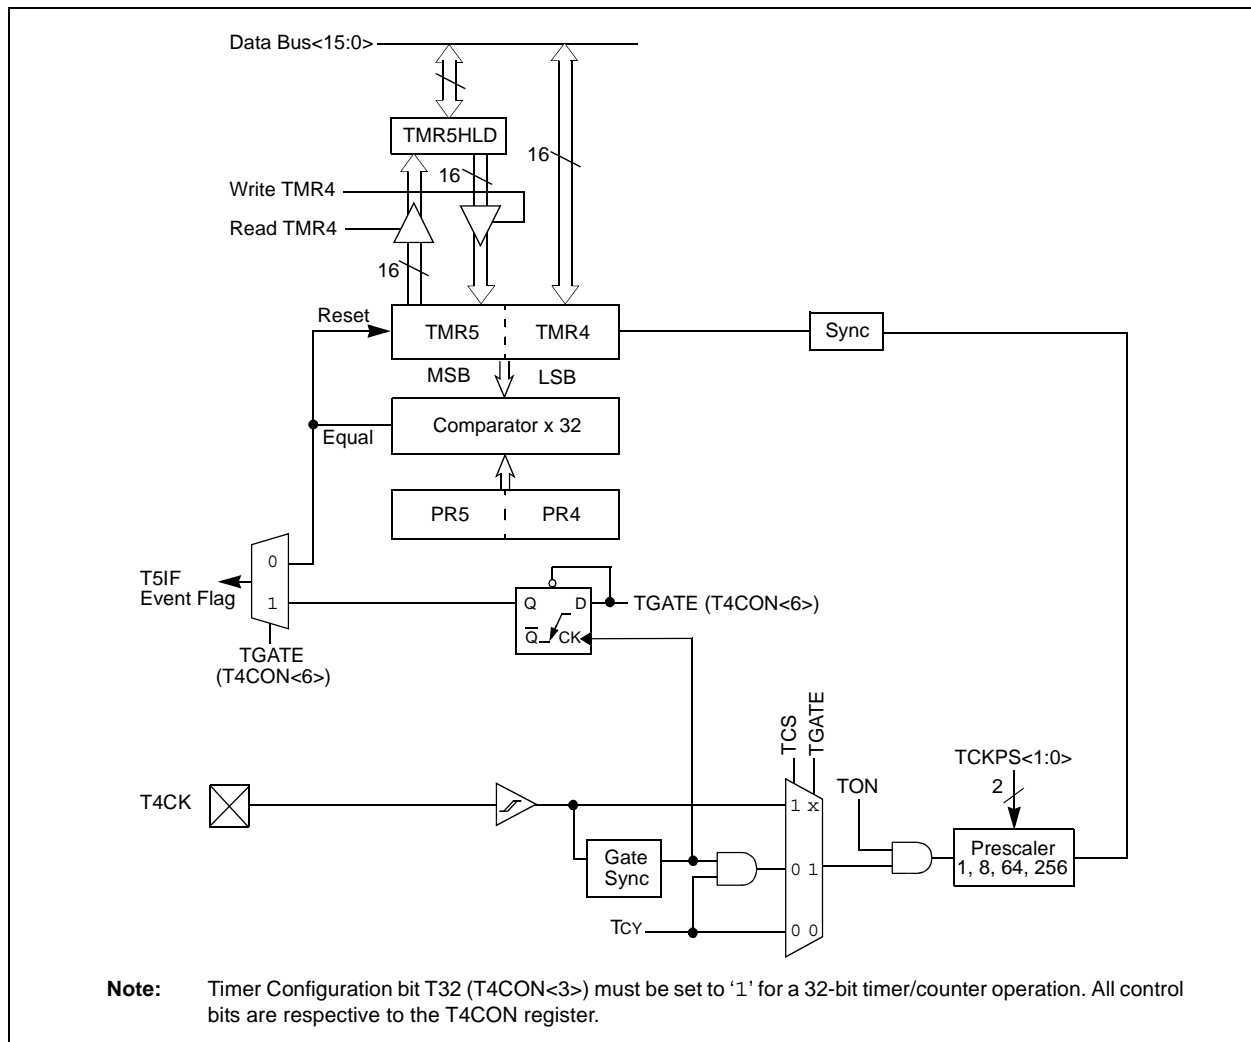 Data Bus<15:0>
TMR5HLD
16
16
Write TMR4
Read TMR4
16
Reset
TMR5
TMR4
Sync
MSB
LSB
Equal
Comparator x 32
PR5
PR4
0
1
T5IF
Event Flag
TGATE
(T4CON<6>)
Q
D
Q
CK
TGATE (T4CON<6>)
TCS
TGATE
TCKPS<1:0>
2
TON
T4CK
1 x
0 1
0 0
Gate
Sync
Prescaler
1, 8, 64, 256
TCY
Note: Timer Configuration bit T32 (T4CON<3>) must be set to ‘1’ for a 32-bit timer/counter operation. All control
bits are respective to the T4CON register.